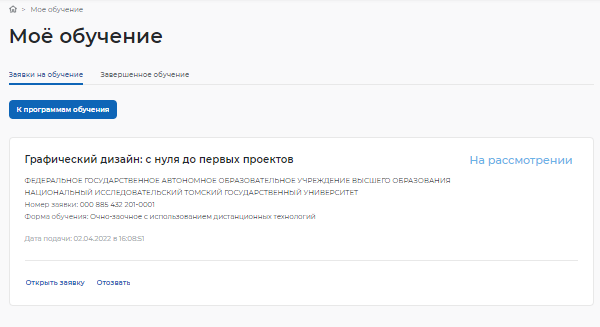 > Мое обучение
Моё обучение
Заявки на обучение Завершенное обучение
К программам обучения
Графический дизайн: с нуля до первых проектов На рассмотрении
ФЕДЕРАЛЬНОЕ ГОСУДАРСТВЕННОЕ АВТОНОМНОЕ ОБРАЗОВАТЕЛЬНОЕ УЧРЕЖДЕНИЕ ВЫСШЕГО ОБРАЗОВАНИЯ
НАЦИОНАЛЬНЫЙ ИССЛЕДОВАТЕЛЬСКИЙ ТОМСКИЙ ГОСУДАРСТВЕННЫЙ УНИВЕРСИТЕТ
Номер заявки: 000 885 432 201-0001
Форма обучения: Очно-заочное с использованием дистанционных технологий
Дата подачи: 02.04.2022 в 16:08:51
Открыть заявку Отозвать